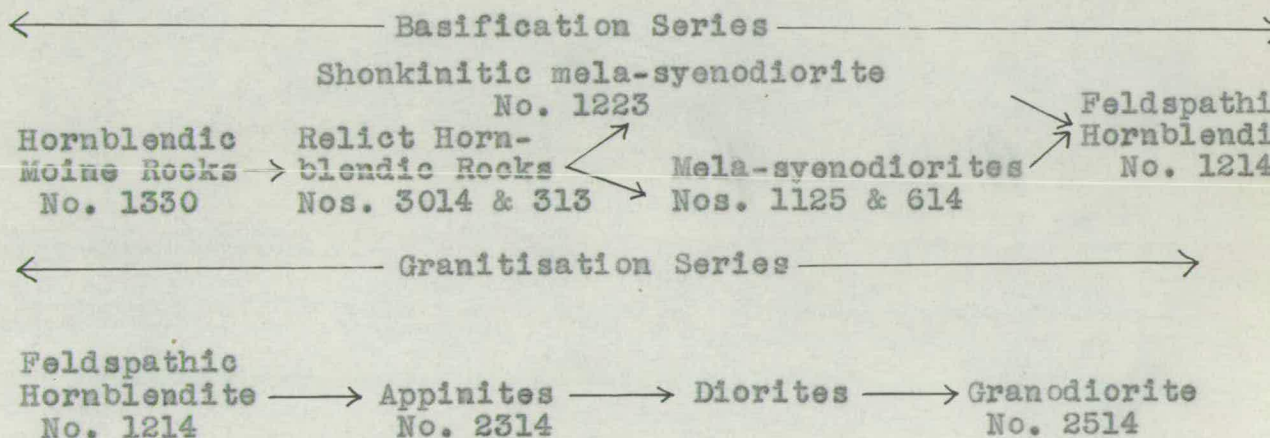 Basification Series
Shonkinitic mela-syenodiorite
No. 1223
Hornblendic Moine Rocks No. 1330
Relict Horn-blendic Rocks Nos. 3014 & 313
Mela-syenodiorites Nos. 1125 & 614
Feldspathi Hornblendi No. 1214
Granitisation Series
Feldspathic
Hornblendite → Appinites → Diorites → Granodiorite
No. 1214 No. 2314 No. 2514